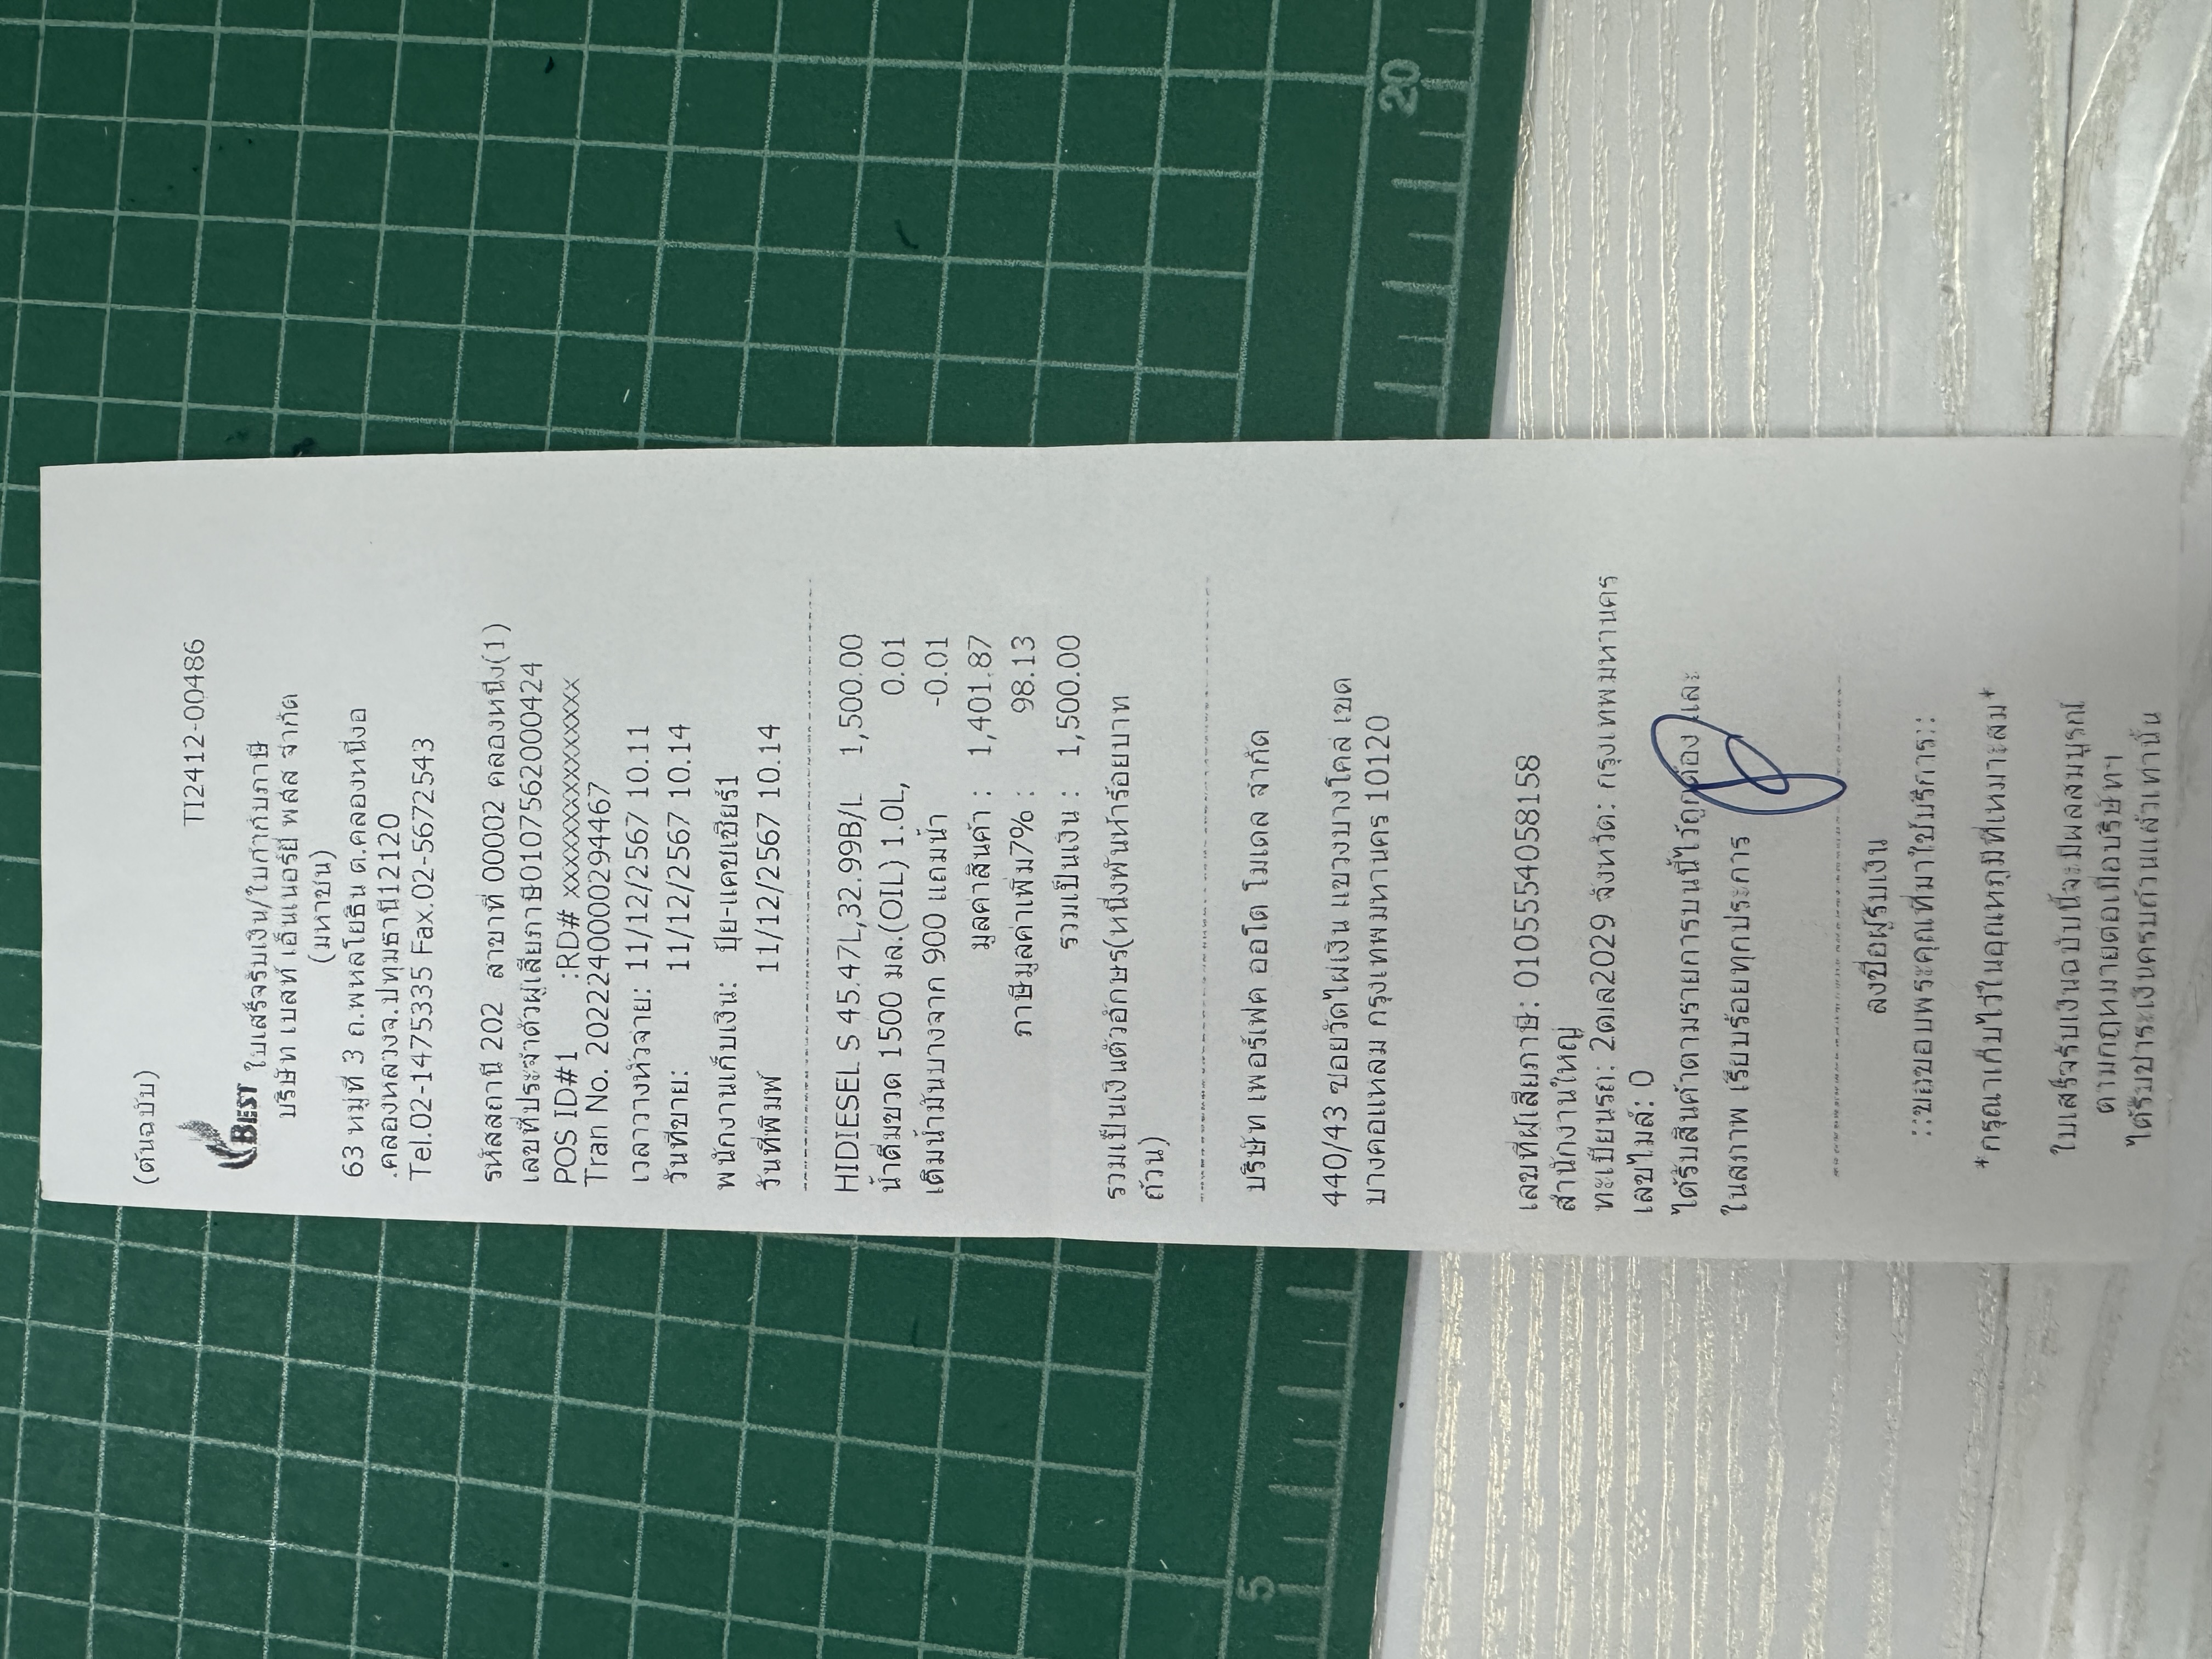 (ต้นฉบับ)
TI2412-00486
BEST
ใบเสร็จรับเงิน/ใบกำกับภาษี
บริษัท เบสท์ เอ็นเนอร์ยี่ พลัส จำกัด
(มหาชน)
63 หมู่ที่ 3 ถ.พหลโยธิน ต.คลองหนึ่งอ
.คลองหลวงจ.ปทุมธานี12120
Tel.02-1475335 Fax.02-5672543
รหัสสถานี 202 สาขาที่ 00002 คลองหนึ่ง(1)
เลขที่ประจำตัวผู้เสียภาษี0107562000424
POS ID#1 :RD# xxxxxxxxxxxxxxx
Tran No. 2022240000294467
เวลาวางหัวจ่าย: 11/12/2567 10.11
วันที่ขาย: 11/12/2567 10.14
พนักงานเก็บเงิน: ปุ้ย-แคชเชียร์1
วันที่พิมพ์ 11/12/2567 10.14
HIDIESEL S 45.47L,32.99B/L 1,500.00
น้ำดื่มขวด 1500 มล.(OIL) 1.0L, 0.01
เติมน้ำมันบางจาก 900 แถมน้ำ -0.01
มูลค่าสินค้า : 1,401.87
ภาษีมูลค่าเพิ่ม7% : 98.13
รวมเป็นเงิน : 1,500.00
รวมเป็นเงินตัวอักษร(หนึ่งพันห้าร้อยบาท
ถ้วน)
บริษัท เพอร์เฟค ออโต โมเดล จำกัด
440/43 ซอยวัดไผ่เงิน แขวงบางโคล่ เขต
บางคอแหลม กรุงเทพมหานคร 10120
เลขที่ผู้เสียภาษี: 0105554058158
สำนักงานใหญ่
ทะเบียนรถ: 2ตเล2029 จังหวัด: กรุงเทพมหานคร
เลขไมล์: 0
ได้รับสินค้าตามรายการบนนี้ไว้ถูกต้อง และ
ในสภาพ เรียบร้อยทุกประการ
ลงชื่อผู้รับเงิน
::ขอขอบพระคุณที่มาใช้บริการ::
*กรุณาเก็บไว้ในอุณหภูมิที่เหมาะสม*
ใบเสร็จรับเงินฉบับนี้จะมีผลสมบูรณ์
ตามกฎหมายต่อเมื่อบริษัทฯ
ได้รับชำระเงินครบถ้วนแล้วเท่านั้น
5
20